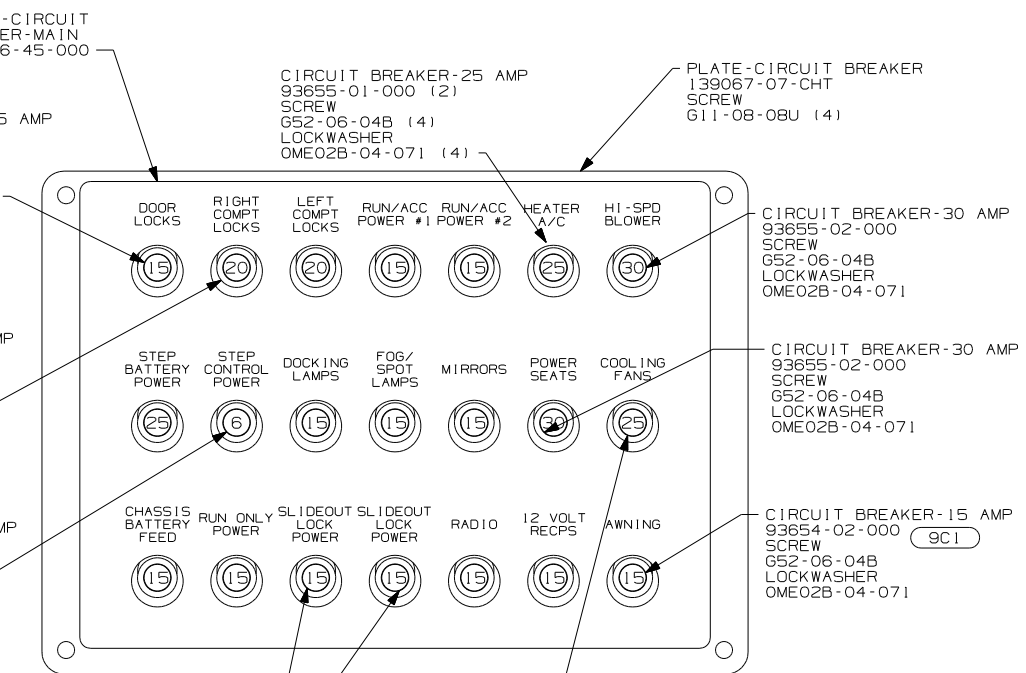 -CIRCUIT
ER-MAIN
6-45-000
5 AMP
CIRCUIT BREAKER-25 AMP
93655-01-000 (2)
SCREW
G52-06-04B (4)
LOCKWASHER
OME02B-04-071 (4)
PLATE-CIRCUIT BREAKER
139067-07-CHT
SCREW
G11-08-08U (4)
DOOR
LOCKS
RIGHT
COMPT
LOCKS
LEFT
COMPT
LOCKS
RUN/ACC
POWER #1
RUN/ACC
POWER #2
HEATER
A/C
HI-SPD
BLOWER
15
20
20
15
15
25
30
CIRCUIT BREAKER-30 AMP
93655-02-000
SCREW
G52-06-04B
LOCKWASHER
OME02B-04-071
MP
STEP
BATTERY
POWER
STEP
CONTROL
POWER
DOCKING
LAMPS
FOG/
SPOT
LAMPS
MIRRORS
POWER
SEATS
COOLING
FANS
25
6
15
15
15
30
25
CIRCUIT BREAKER-30 AMP
93655-02-000
SCREW
G52-06-04B
LOCKWASHER
OME02B-04-071
MP
CHASSIS
BATTERY
FEED
RUN ONLY
POWER
SLIDEOUT
LOCK
POWER
SLIDEOUT
LOCK
POWER
RADIO
12 VOLT
RECPS
AWNING
15
15
15
15
15
15
15
CIRCUIT BREAKER-15 AMP
93654-02-000
9C1
SCREW
G52-06-04B
LOCKWASHER
OME02B-04-071